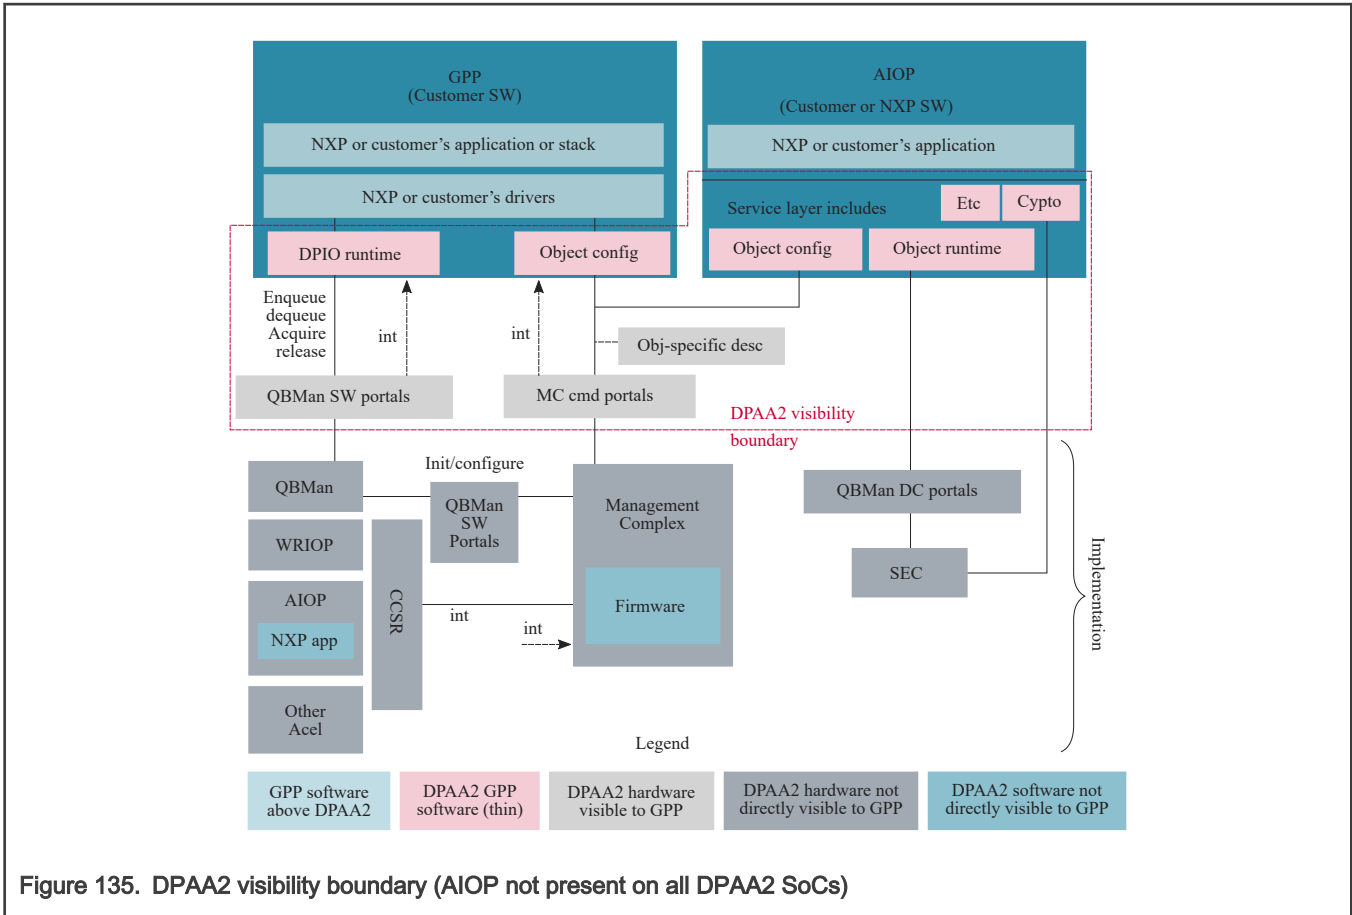 GPP
(Customer SW)
NXP or customer's application or stack
NXP or customer's drivers
DPIO runtime
Object config
AIOP
(Customer or NXP SW)
NXP or customer's application
Service layer includes
Etc
Cypto
Object config
Object runtime
Enqueue
dequeue
Acquire
release
int
int
Obj-specific desc
QBMan SW portals
MC cmd portals
DPAA2 visibility
boundary
QBMan
Init/configure
QBMan
SW
Portals
Management
Complex
QBMan DC portals
WRIOP
SEC
AIOP
NXP app
CCSR
int
int
Firmware
Implementation
Other
Acel
Legend
GPP software
above DPAA2
DPAA2 GPP
software (thin)
DPAA2 hardware
visible to GPP
DPAA2 hardware not
directly visible to GPP
DPAA2 software not
directly visible to GPP
Figure 135. DPAA2 visibility boundary (AIOP not present on all DPAA2 SoCs)